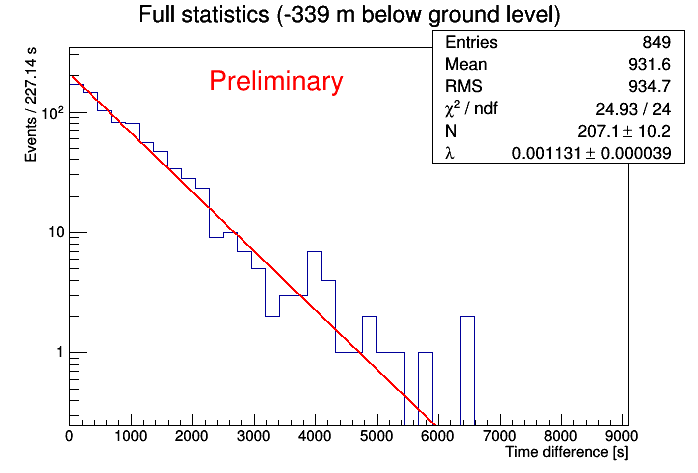 Full statistics (-339 m below ground level)
Entries 849
Mean 931.6
RMS 934.7
χ² / ndf 24.93 / 24
N 207.1 ± 10.2
λ 0.001131 ± 0.000039
Preliminary
Events / 227.14 s
10²
10
1
0 1000 2000 3000 4000 5000 6000 7000 8000 9000
Time difference [s]